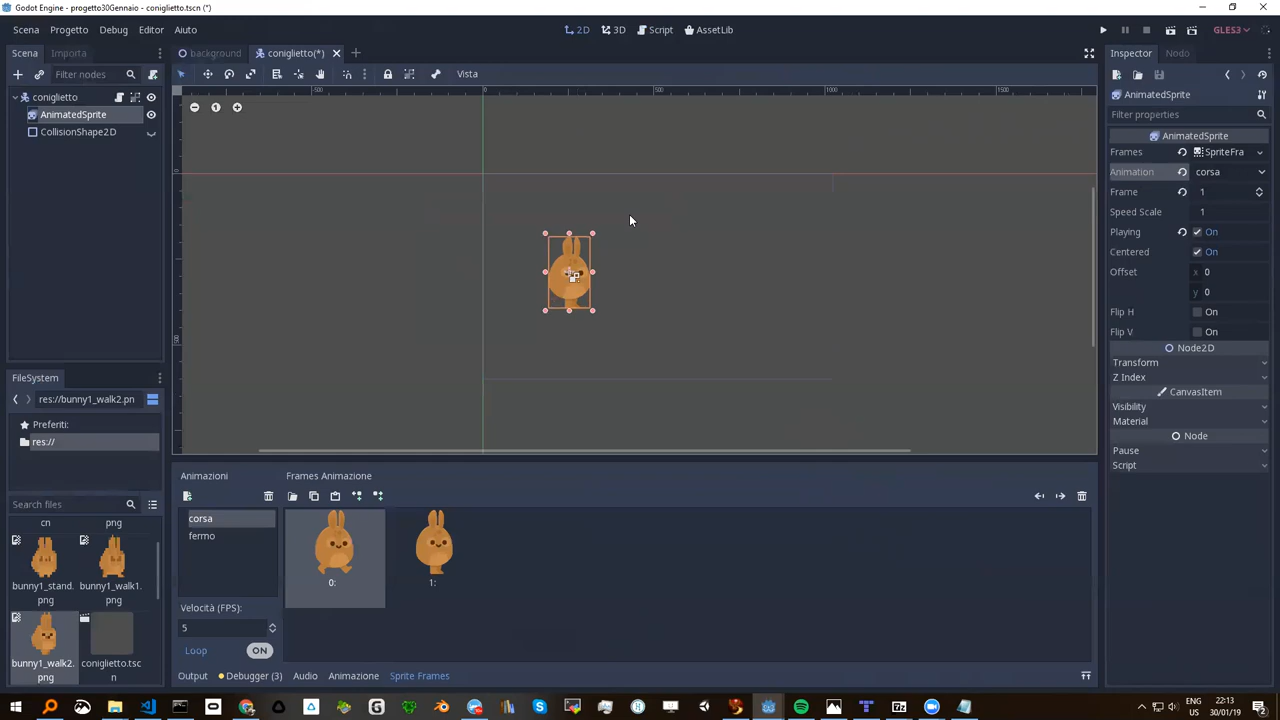 Godot Engine - progetto30Gennaio - coniglietto.tscn (*)
Scena Progetto Debug Editor Aiuto
2D 3D Script AssetLib
GLES3
Scena Importa
background coniglietto(*)
Inspector Nodo
Filter nodes
Vista
AnimatedSprite
coniglietto
AnimatedSprite
CollisionShape2D
-500 0 500 1000 1500
0
500
Filter properties
AnimatedSprite
Frames SpriteFra
Animation corsa
Frame 1
Speed Scale 1
Playing On
Centered On
Offset x 0
y 0
Flip H On
Flip V On
Node2D
Transform
Z Index
CanvasItem
Visibility
Material
Node
Pause
Script
FileSystem
res://bunny1_walk2.pn
Preferiti:
res://
Search files
cn png
bunny1_stand.
png
bunny1_walk1.
png
bunny1_walk2.
png
coniglietto.tsc
n
Animazioni Frames Animazione
corsa
fermo
0: 1:
Velocità (FPS):
5
Loop ON
Output Debugger (3) Audio Animazione Sprite Frames
ENG
US
22:13
30/01/19